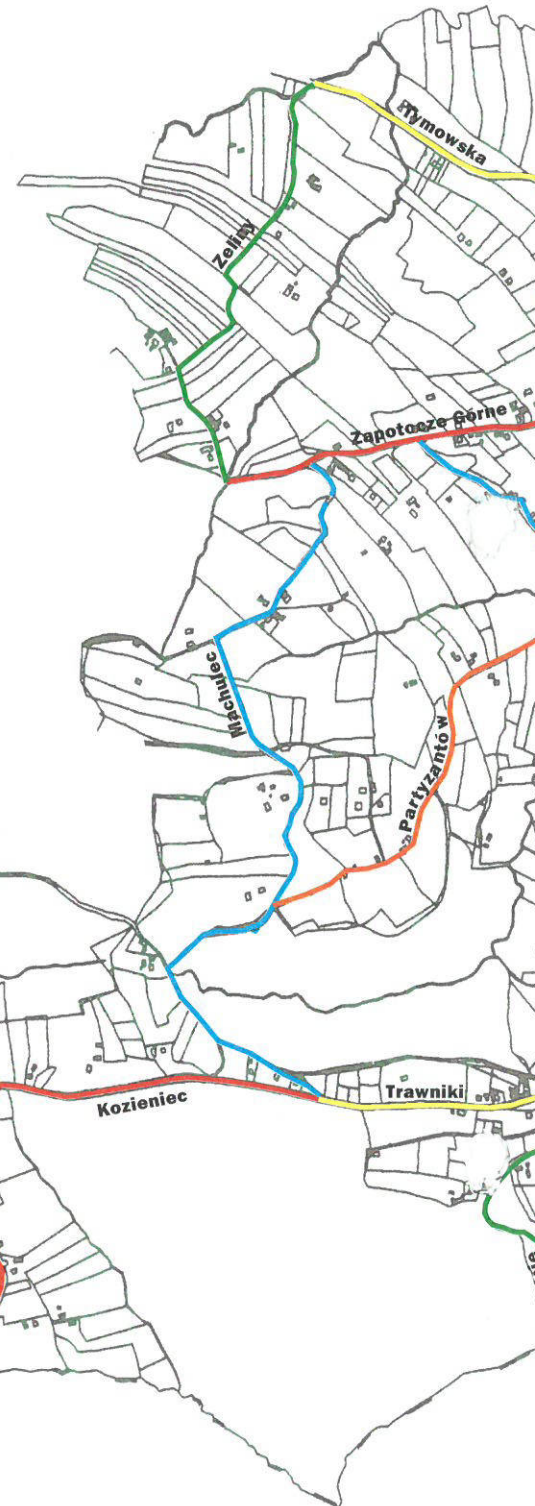 Tymowska
Zeliny
Zapotocze Górne
Machulec
Partyzantów
Trawniki
Kozieniec